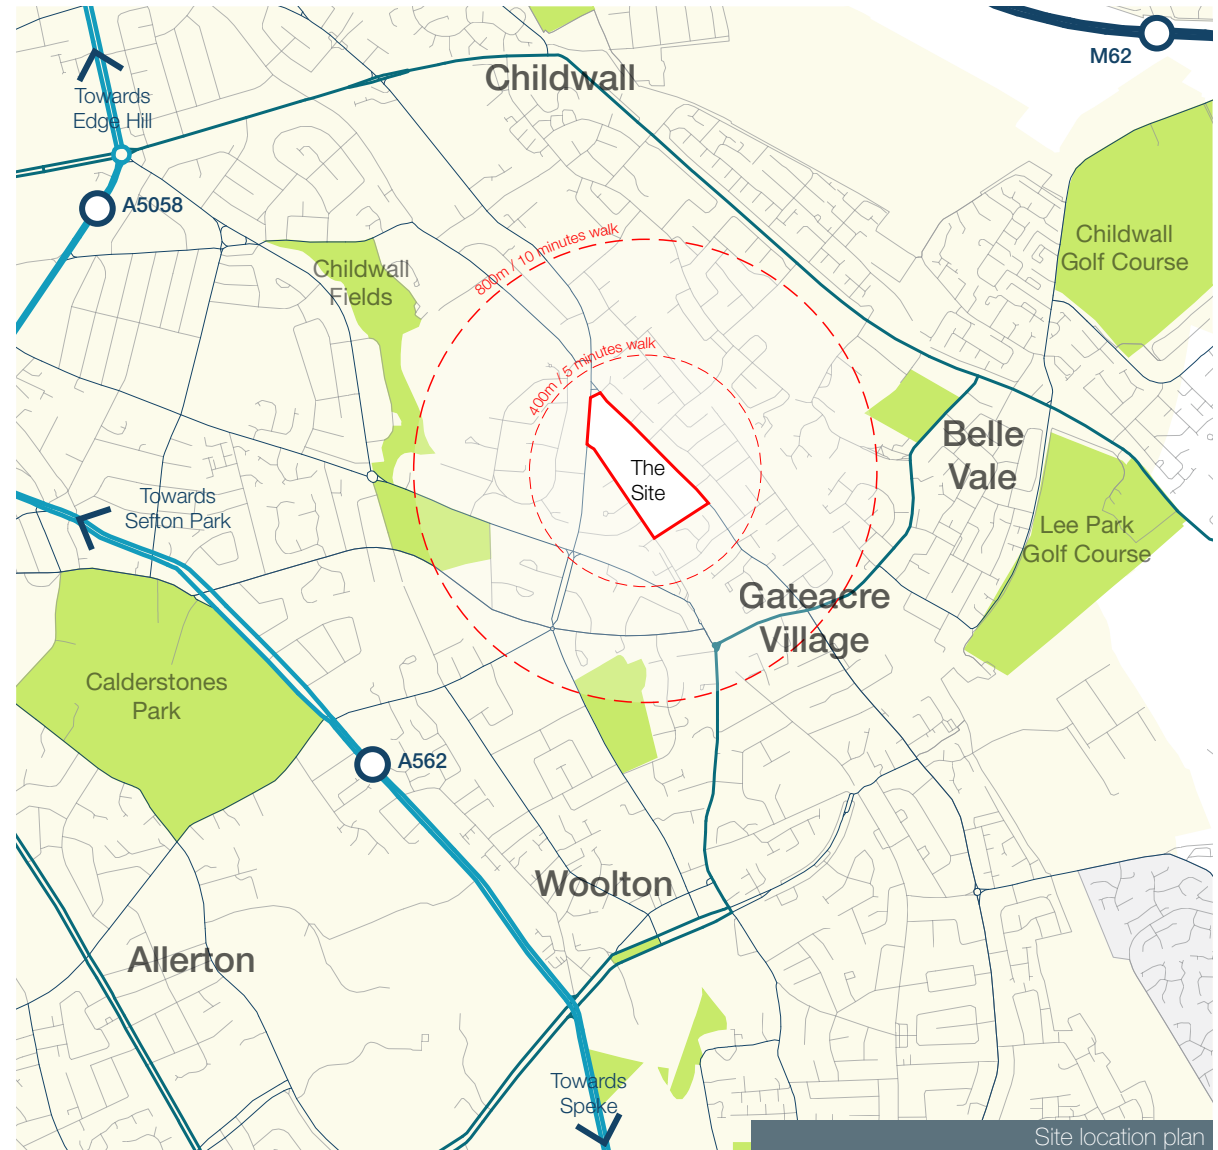 M62
Childwall
Towards
Edge Hill
A5058
Childwall
Golf Course
800m / 10 minutes walk
Childwall
Fields
400m / 5 minutes walk
Belle
Vale
The
Site
Towards
Sefton Park
Lee Park
Golf Course
Gateacre
Village
Calderstones
Park
A562
Woolton
Allerton
Towards
Speke
Site location plan